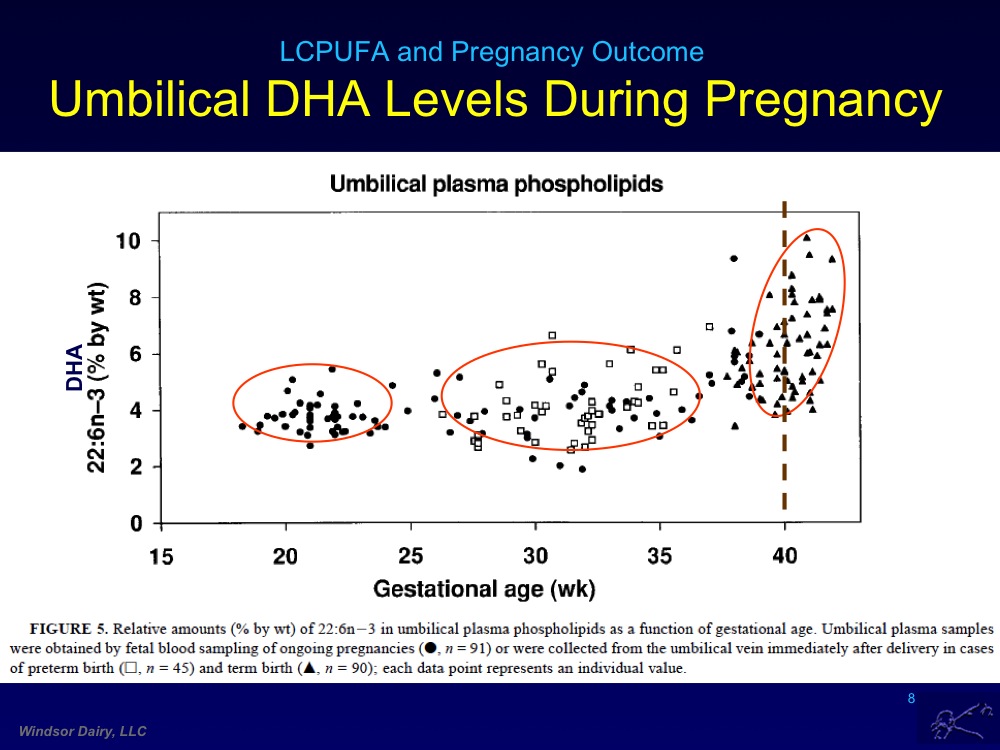 LCPUFA and Pregnancy Outcome
Umbilical DHA Levels During Pregnancy
Umbilical plasma phospholipids
DHA
22:6n–3 (% by wt)
10
8
6
4
2
0
15 20 25 30 35 40
Gestational age (wk)
FIGURE 5. Relative amounts (% by wt) of 22:6n−3 in umbilical plasma phospholipids as a function of gestational age. Umbilical plasma samples
were obtained by fetal blood sampling of ongoing pregnancies (●, n = 91) or were collected from the umbilical vein immediately after delivery in cases
of preterm birth (□, n = 45) and term birth (▲, n = 90); each data point represents an individual value.
8
Windsor Dairy, LLC